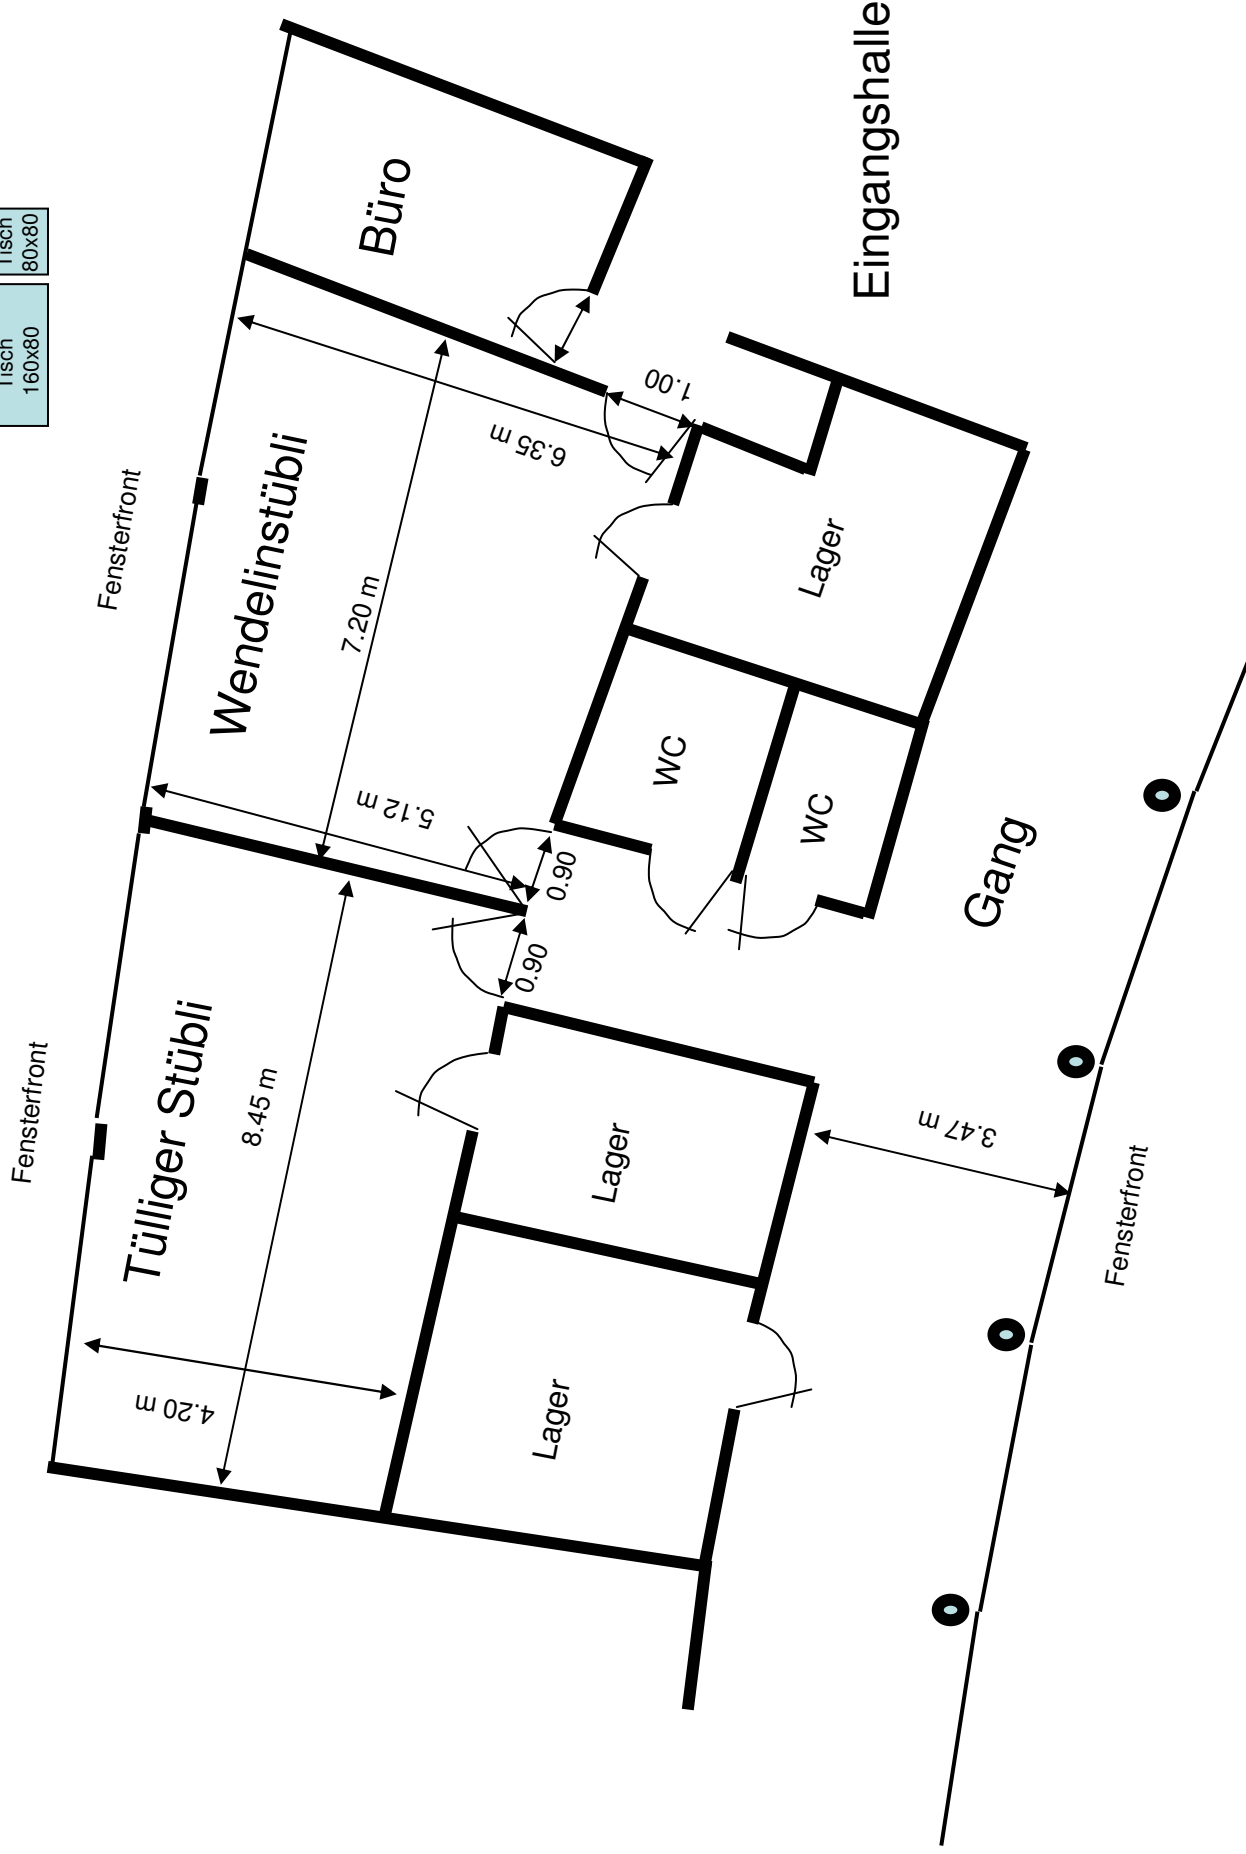 Tisch
80x80
Tisch
160x80
Büro
Eingangshalle
Fensterfront
Wendelinstübli
6.35 m
1.00
7.20 m
Lager
5.12 m
0.90
WC
WC
Gang
Fensterfront
Tülliger Stübli
8.45 m
0.90
Lager
3.47 m
Fensterfront
4.20 m
Lager